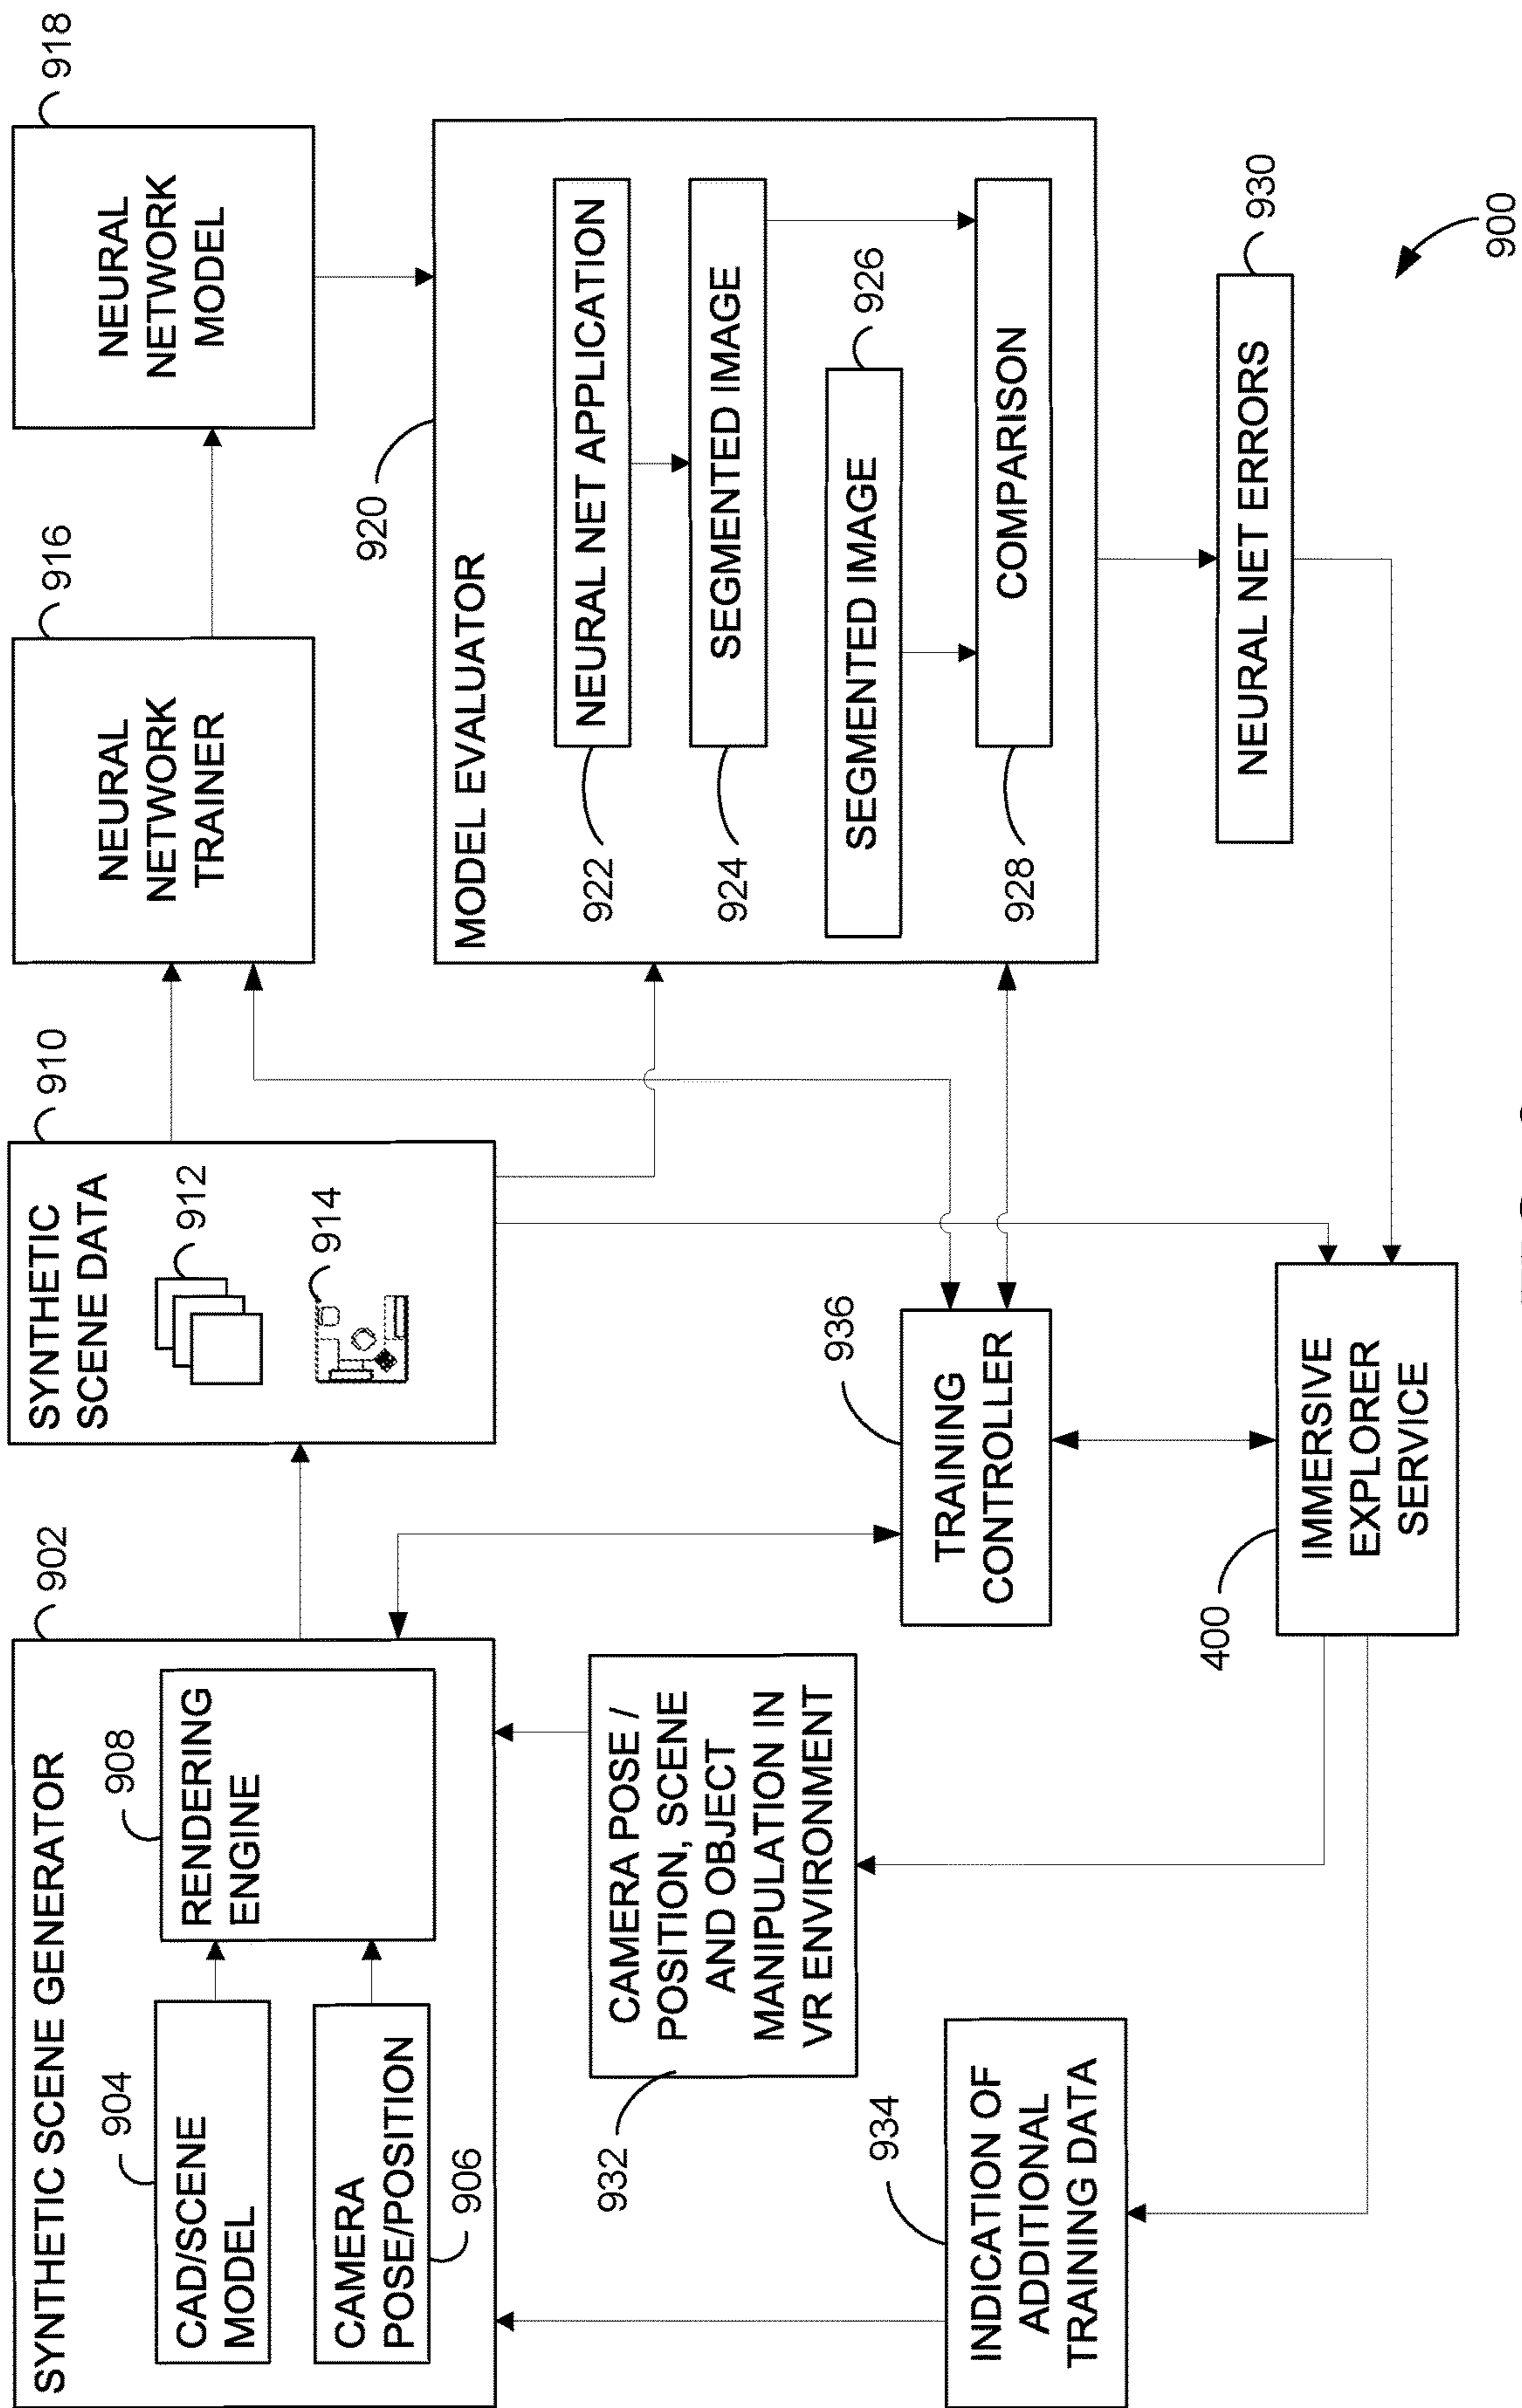 SYNTHETIC SCENE GENERATOR
902
904
CAD/SCENE
MODEL
CAMERA
POSE/POSITION
906
908
RENDERING
ENGINE
SYNTHETIC
SCENE DATA
910
912
914
NEURAL
NETWORK
TRAINER
916
NEURAL
NETWORK
MODEL
918
920
MODEL EVALUATOR
922
NEURAL NET APPLICATION
924
SEGMENTED IMAGE
SEGMENTED IMAGE
926
928
COMPARISON
NEURAL NET ERRORS
930
932
CAMERA POSE /
POSITION, SCENE
AND OBJECT
MANIPULATION IN
VR ENVIRONMENT
934
INDICATION OF
ADDITIONAL
TRAINING DATA
936
TRAINING
CONTROLLER
400
IMMERSIVE
EXPLORER
SERVICE
900